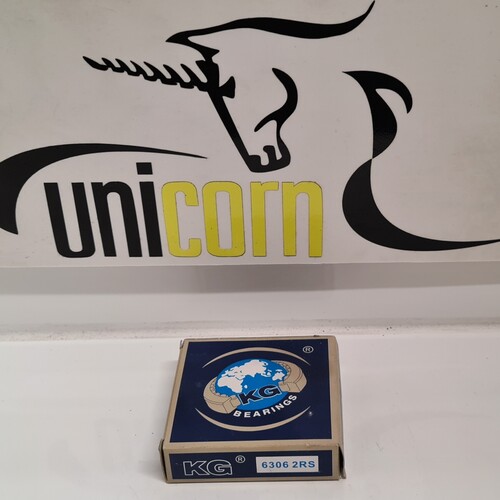 unicorn
®
KG
BEARINGS
®
KG ® 6306 2RS